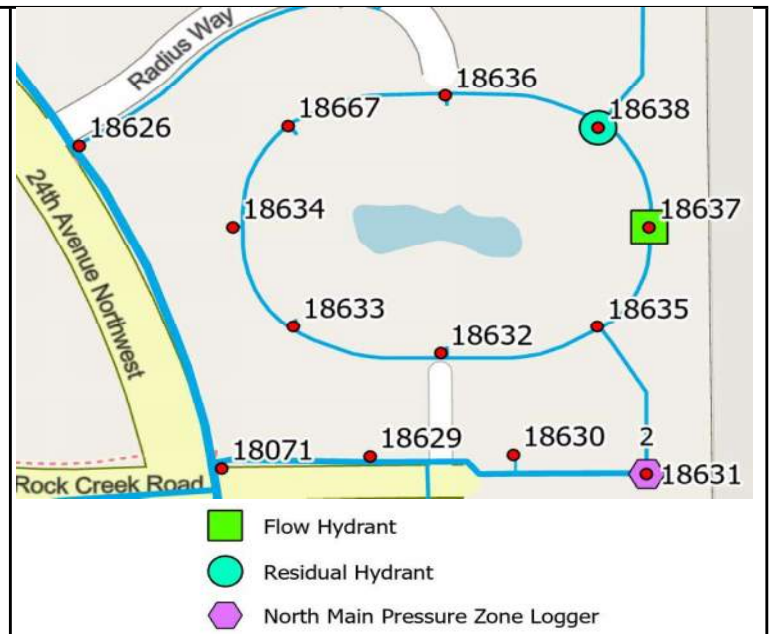 Radius Way
18636
18667
18638
18626
24th Avenue Northwest
18634
18637
18633
18635
18632
2
18630
18629
18071
18631
Rock Creek Road
Flow Hydrant
Residual Hydrant
North Main Pressure Zone Logger